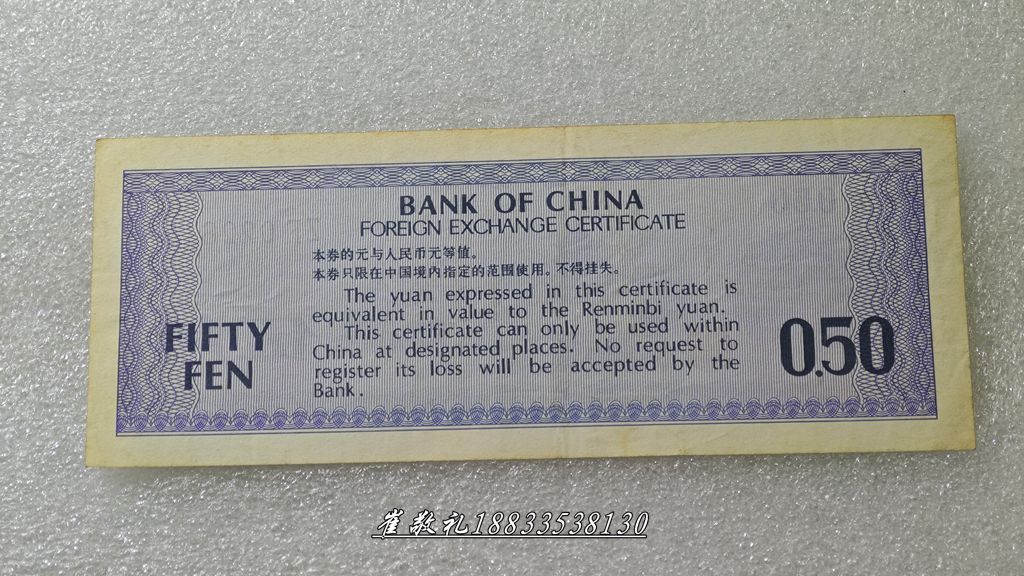 BANK OF CHINA
FOREIGN EXCHANGE CERTIFICATE
本券的元与人民币元等值。
本券只限在中国境内指定的范围使用。不得挂失。
The yuan expressed in this certificate is
equivalent in value to the Renminbi yuan.
This certificate can only be used within
China at designated places. No request to
register its loss will be accepted by the
Bank.
FIFTY
FEN
0.50
崔敬礼18833538130